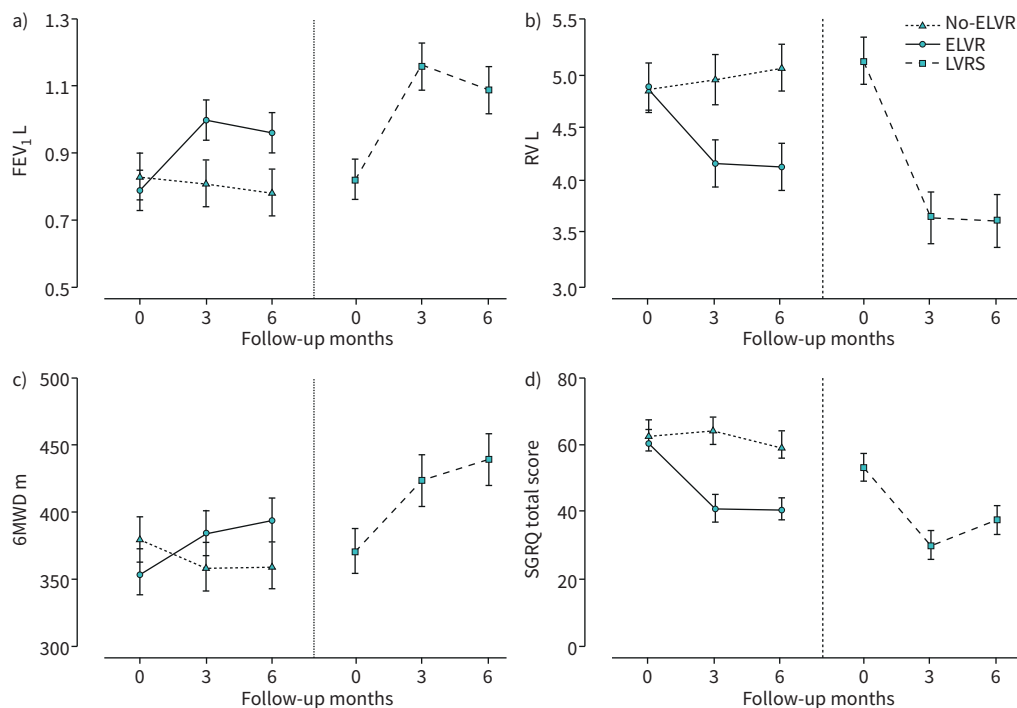 a)
1.3
1.1
0.9
0.7
0.5
FEV₁ L
0 3 6 0 3 6
Follow-up months
b)
5.5
5.0
4.5
4.0
3.5
3.0
RV L
No-ELVR
ELVR
LVRS
0 3 6 0 3 6
Follow-up months
c)
500
450
400
350
300
6MWD m
0 3 6 0 3 6
Follow-up months
d)
80
60
40
20
0
SGRQ total score
0 3 6 0 3 6
Follow-up months